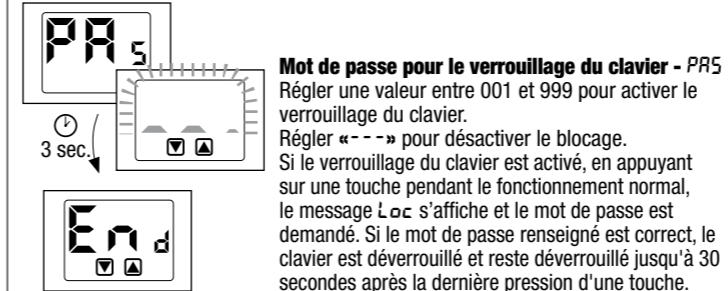 PAS
3 sec.
End
Mot de passe pour le verrouillage du clavier - PAS
Régler une valeur entre 001 et 999 pour activer le
verrouillage du clavier.
Régler «---» pour désactiver le blocage.
Si le verrouillage du clavier est activé, en appuyant
sur une touche pendant le fonctionnement normal,
le message Loc s’affiche et le mot de passe est
demandé. Si le mot de passe renseigné est correct, le
clavier est déverrouillé et reste déverrouillé jusqu'à 30
secondes après la dernière pression d'une touche.